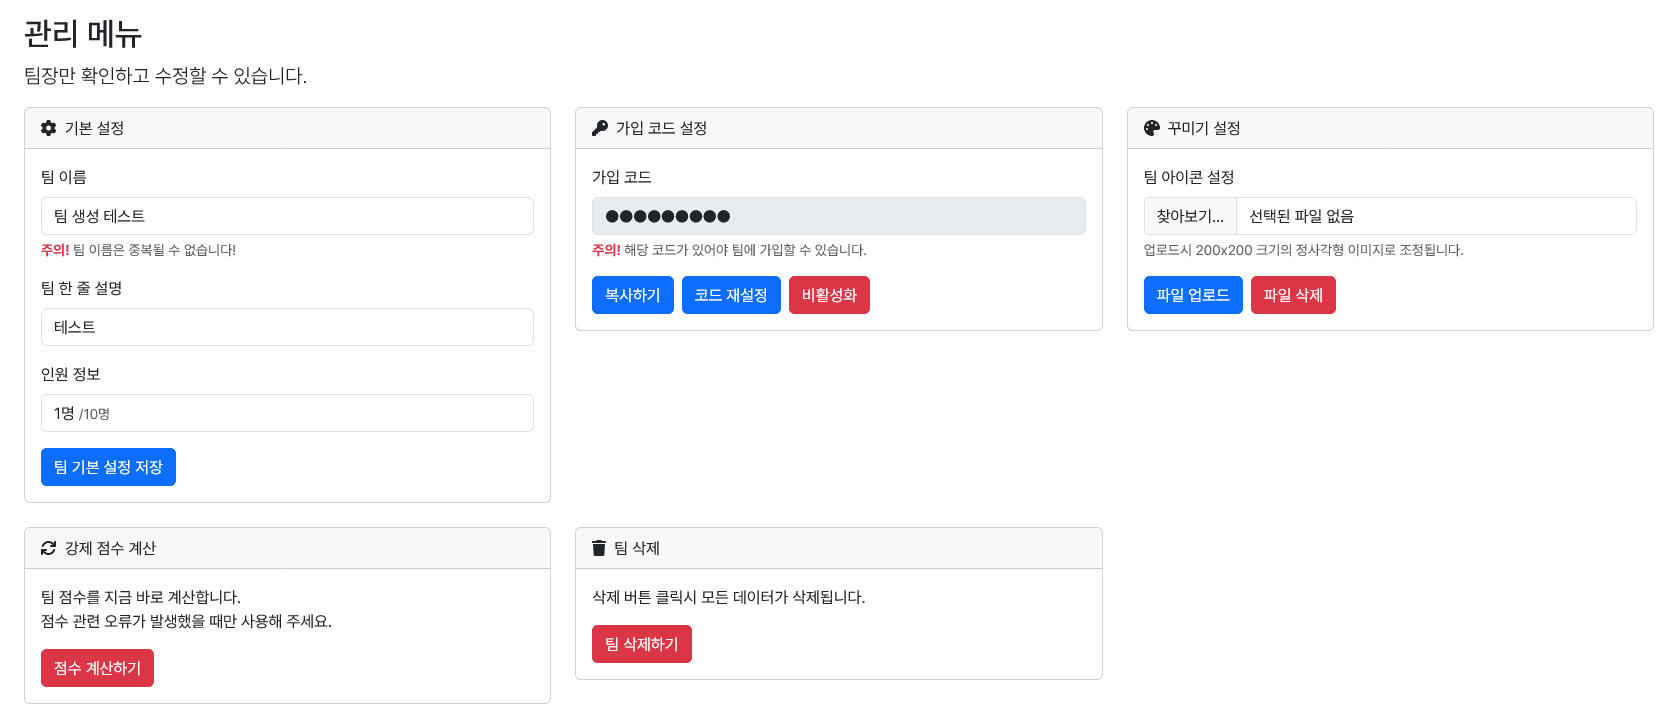 관리 메뉴
팀장만 확인하고 수정할 수 있습니다.
기본 설정
팀 이름
팀 생성 테스트
주의! 팀 이름은 중복될 수 없습니다!
팀 한 줄 설명
테스트
인원 정보
1명 /10명
팀 기본 설정 저장
가입 코드 설정
가입 코드
●●●●●●●●●
주의! 해당 코드가 있어야 팀에 가입할 수 있습니다.
복사하기 코드 재설정 비활성화
꾸미기 설정
팀 아이콘 설정
찾아보기... 선택된 파일 없음
업로드시 200x200 크기의 정사각형 이미지로 조정됩니다.
파일 업로드 파일 삭제
강제 점수 계산
팀 점수를 지금 바로 계산합니다.
점수 관련 오류가 발생했을 때만 사용해 주세요.
점수 계산하기
팀 삭제
삭제 버튼 클릭시 모든 데이터가 삭제됩니다.
팀 삭제하기